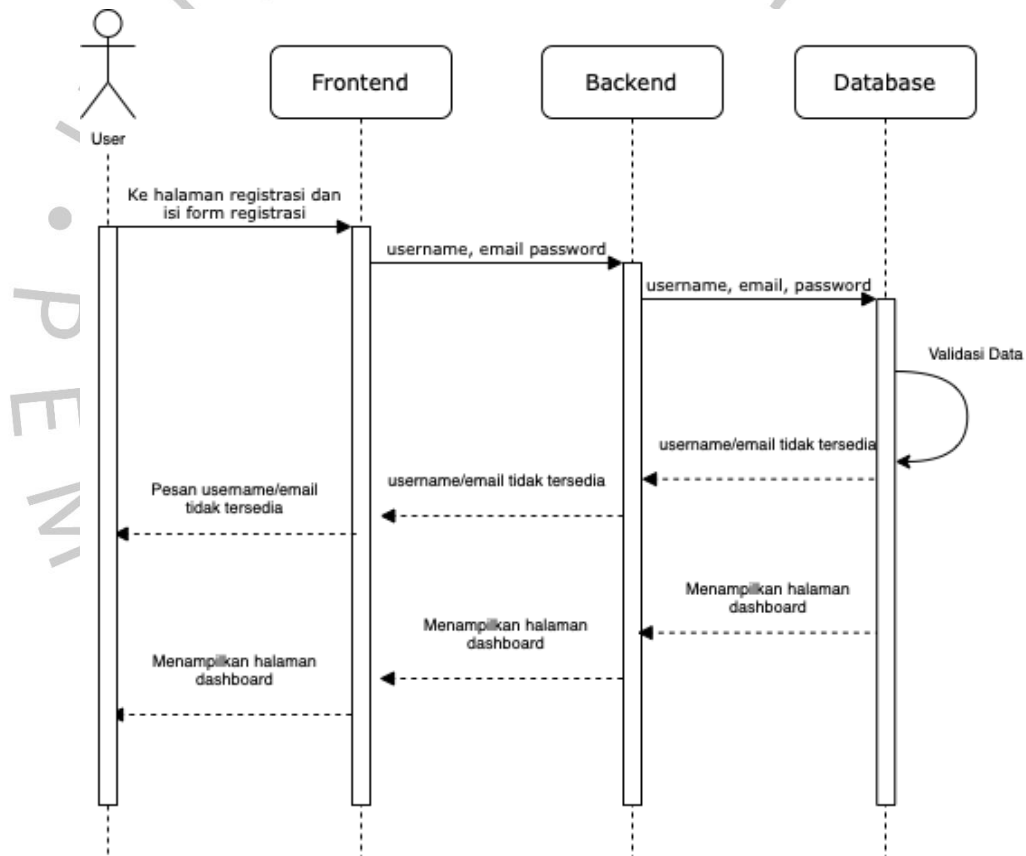 Frontend
Backend
Database
User
Ke halaman registrasi dan
isi form registrasi
username, email password
username, email, password
Validasi Data
username/email tidak tersedia
username/email tidak tersedia
Pesan username/email
tidak tersedia
Menampilkan halaman
dashboard
Menampilkan halaman
dashboard
Menampilkan halaman
dashboard
P E